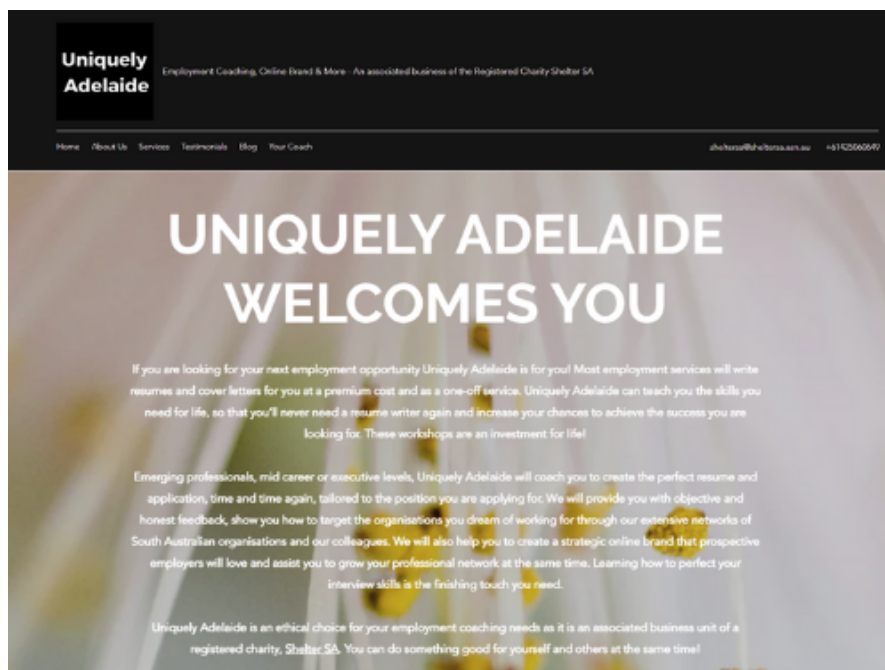 Uniquely
Adelaide
Employment Coaching, Online Brand & More - An associated business of the Registered Charity Shelter SA
Home About Us Services Testimonials Blog Your Coach
sheltersa@sheltersa.asn.au +61425060649
UNIQUELY ADELAIDE
WELCOMES YOU
If you are looking for your next employment opportunity Uniquely Adelaide is for you! Most employment services will write
resumes and cover letters for you at a premium cost and as a one-off service. Uniquely Adelaide can teach you the skills you
need for life, so that you'll never need a resume writer again and increase your chances to achieve the success you are
looking for. These workshops are an investment for life!
Emerging professionals, mid career or executive levels, Uniquely Adelaide will coach you to create the perfect resume and
application, time and time again, tailored to the position you are applying for. We will provide you with objective and
honest feedback, show you how to target the organisations you dream of working for through our extensive networks of
South Australian organisations and our colleagues. We will also help you to create a strategic online brand that prospective
employers will love and assist you to grow your professional network at the same time. Learning how to perfect your
interview skills is the finishing touch you need.
Uniquely Adelaide is an ethical choice for your employment coaching needs as it is an associated business unit of a
registered charity, Shelter SA. You can do something good for yourself and others at the same time!